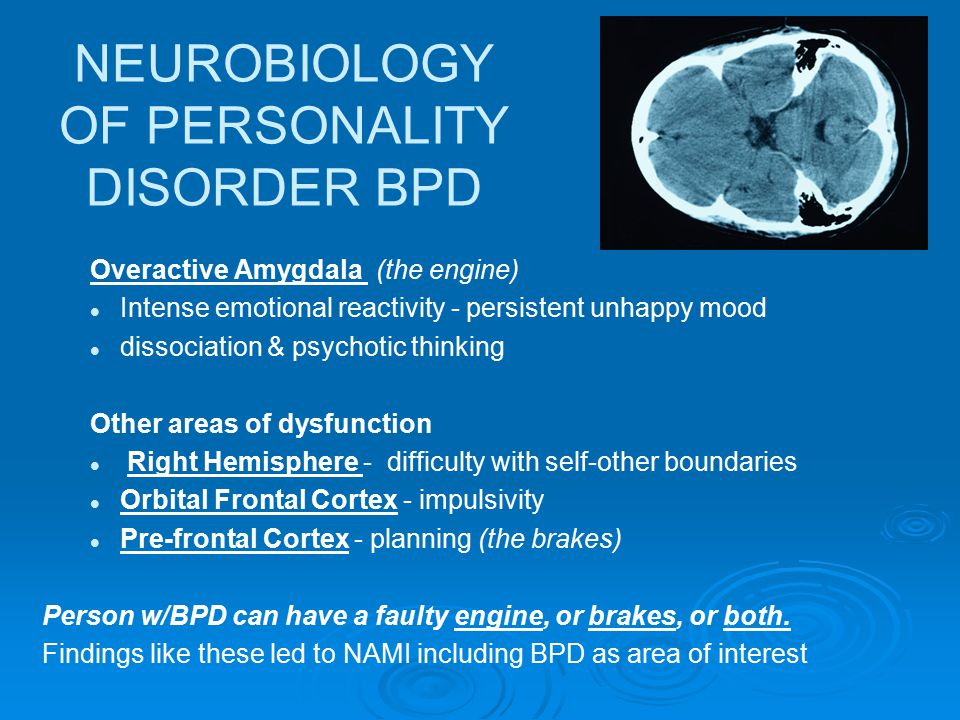 NEUROBIOLOGY
OF PERSONALITY
DISORDER BPD
Overactive Amygdala (the engine)
• Intense emotional reactivity - persistent unhappy mood
• dissociation & psychotic thinking
Other areas of dysfunction
• Right Hemisphere - difficulty with self-other boundaries
• Orbital Frontal Cortex - impulsivity
• Pre-frontal Cortex - planning (the brakes)
Person w/BPD can have a faulty engine, or brakes, or both.
Findings like these led to NAMI including BPD as area of interest